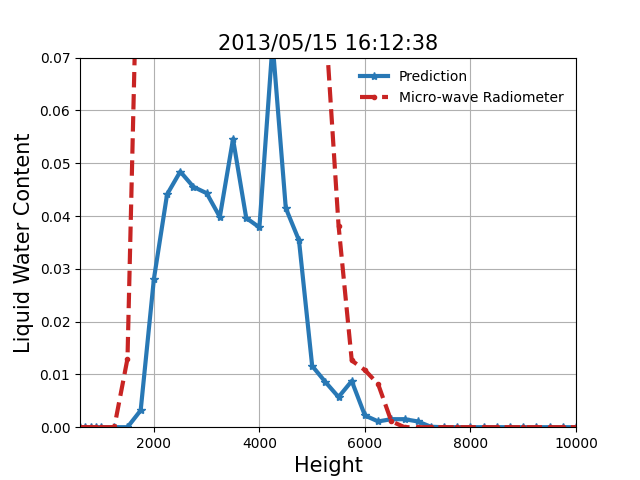 2013/05/15 16:12:38
0.07
0.06
0.05
0.04
0.03
0.02
0.01
0.00
Liquid Water Content
Prediction
Micro-wave Radiometer
2000 4000 6000 8000 10000
Height